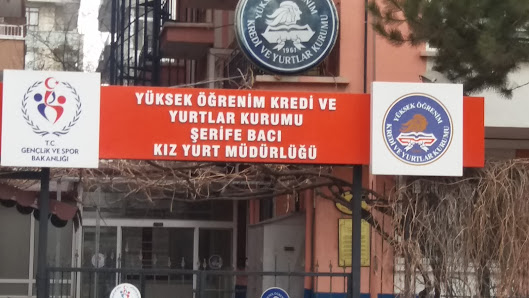 YÜKSEK ÖĞRENİM
KREDİ VE YURTLAR KURUMU
1961
T.C.
GENÇLİK VE SPOR
BAKANLIĞI
YÜKSEK ÖĞRENİM KREDİ VE
YURTLAR KURUMU
ŞERİFE BACI
KIZ YURT MÜDÜRLÜĞÜ
YÜKSEK ÖĞRENİM
KREDİ VE YURTLAR KURUMU